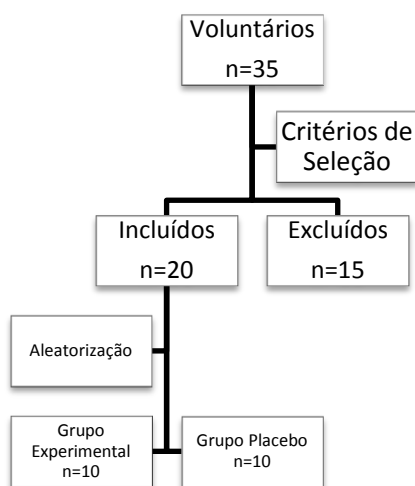 Voluntários
n=35
Critérios de
Seleção
Incluídos
n=20
Excluídos
n=15
Aleatorização
Grupo
Experimental
n=10
Grupo Placebo
n=10